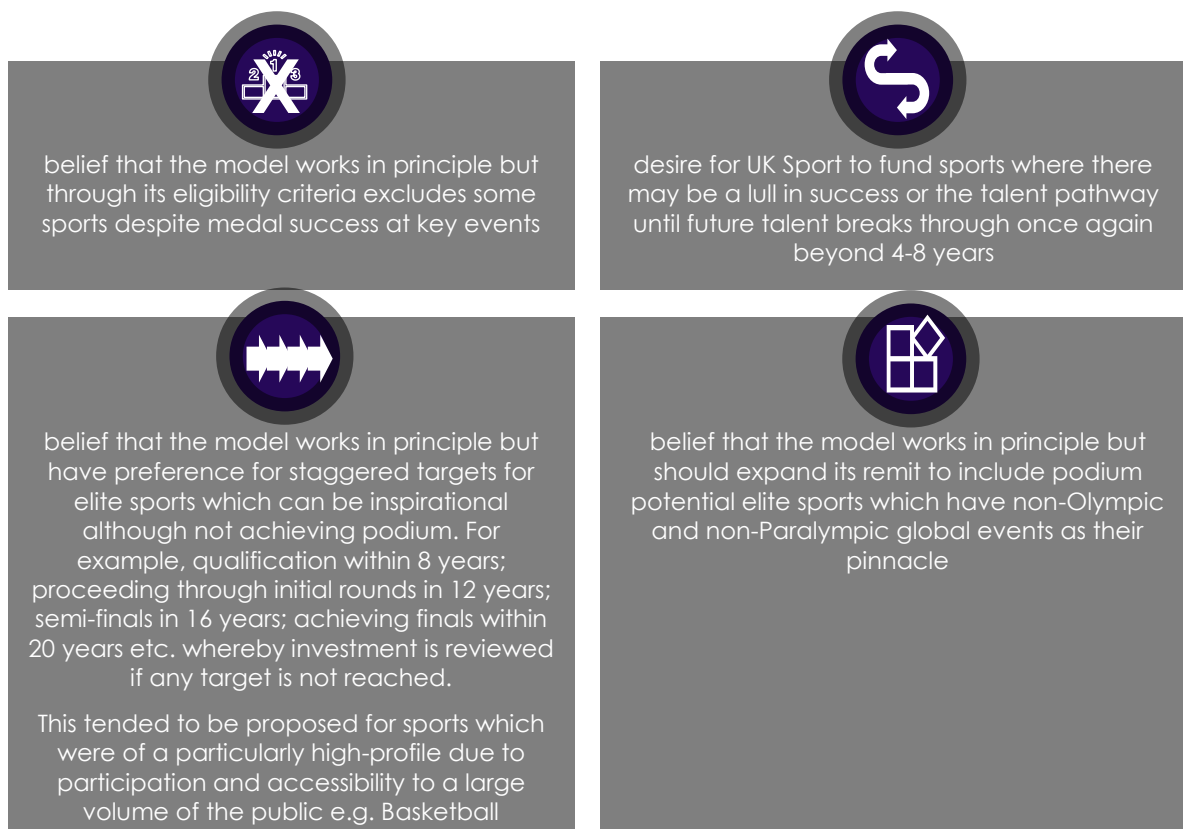 2 1 3
X
belief that the model works in principle but
through its eligibility criteria excludes some
sports despite medal success at key events
desire for UK Sport to fund sports where there
may be a lull in success or the talent pathway
until future talent breaks through once again
beyond 4-8 years
belief that the model works in principle but
have preference for staggered targets for
elite sports which can be inspirational
although not achieving podium. For
example, qualification within 8 years;
proceeding through initial rounds in 12 years;
semi-finals in 16 years; achieving finals within
20 years etc. whereby investment is reviewed
if any target is not reached.
This tended to be proposed for sports which
were of a particularly high-profile due to
participation and accessibility to a large
volume of the public e.g. Basketball
belief that the model works in principle but
should expand its remit to include podium
potential elite sports which have non-Olympic
and non-Paralympic global events as their
pinnacle